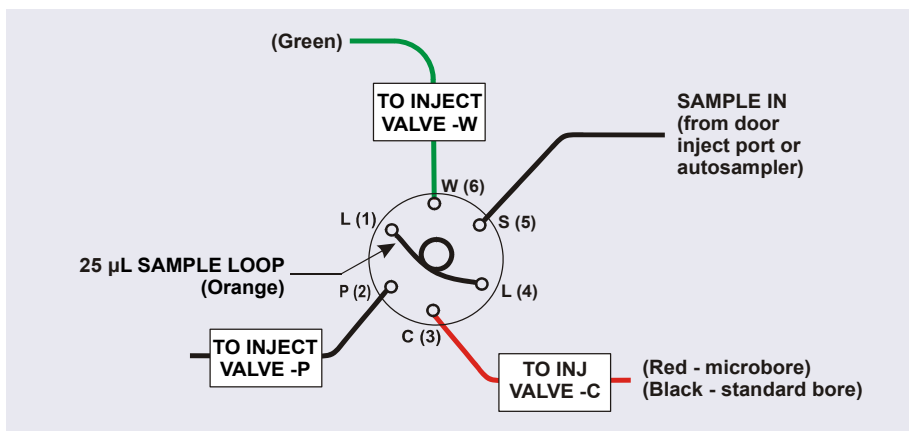 (Green)
TO INJECT
VALVE -W
SAMPLE IN
(from door
inject port or
autosampler)
W (6)
L (1)
S (5)
25 µL SAMPLE LOOP
(Orange)
P (2)
L (4)
C (3)
TO INJECT
VALVE -P
TO INJ
VALVE -C
(Red - microbore)
(Black - standard bore)